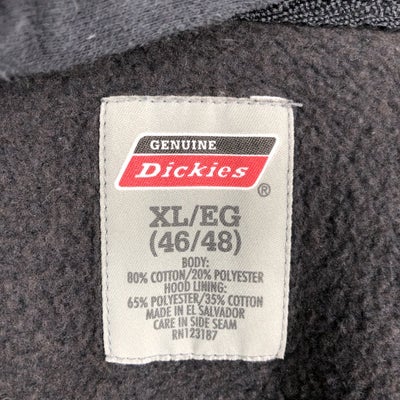 GENUINE
Dickies®
XL/EG
(46/48)
BODY:
80% COTTON/20% POLYESTER
HOOD LINING:
65% POLYESTER/35% COTTON
MADE IN EL SALVADOR
CARE IN SIDE SEAM
RN123187